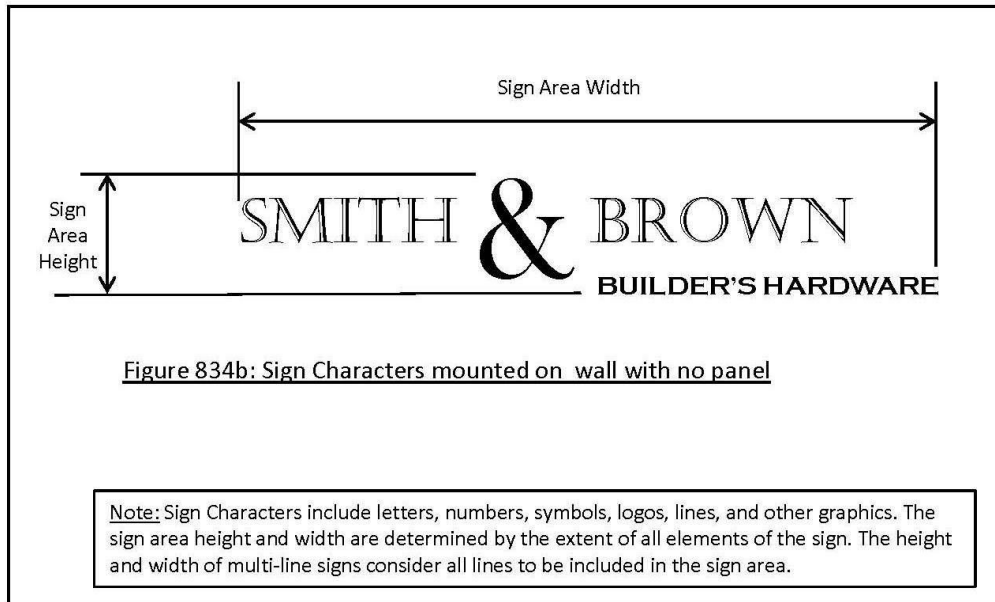 Sign Area Width
Sign
Area
Height
SMITH & BROWN
BUILDER'S HARDWARE
Figure 834b: Sign Characters mounted on wall with no panel
Note: Sign Characters include letters, numbers, symbols, logos, lines, and other graphics. The
sign area height and width are determined by the extent of all elements of the sign. The height
and width of multi-line signs consider all lines to be included in the sign area.